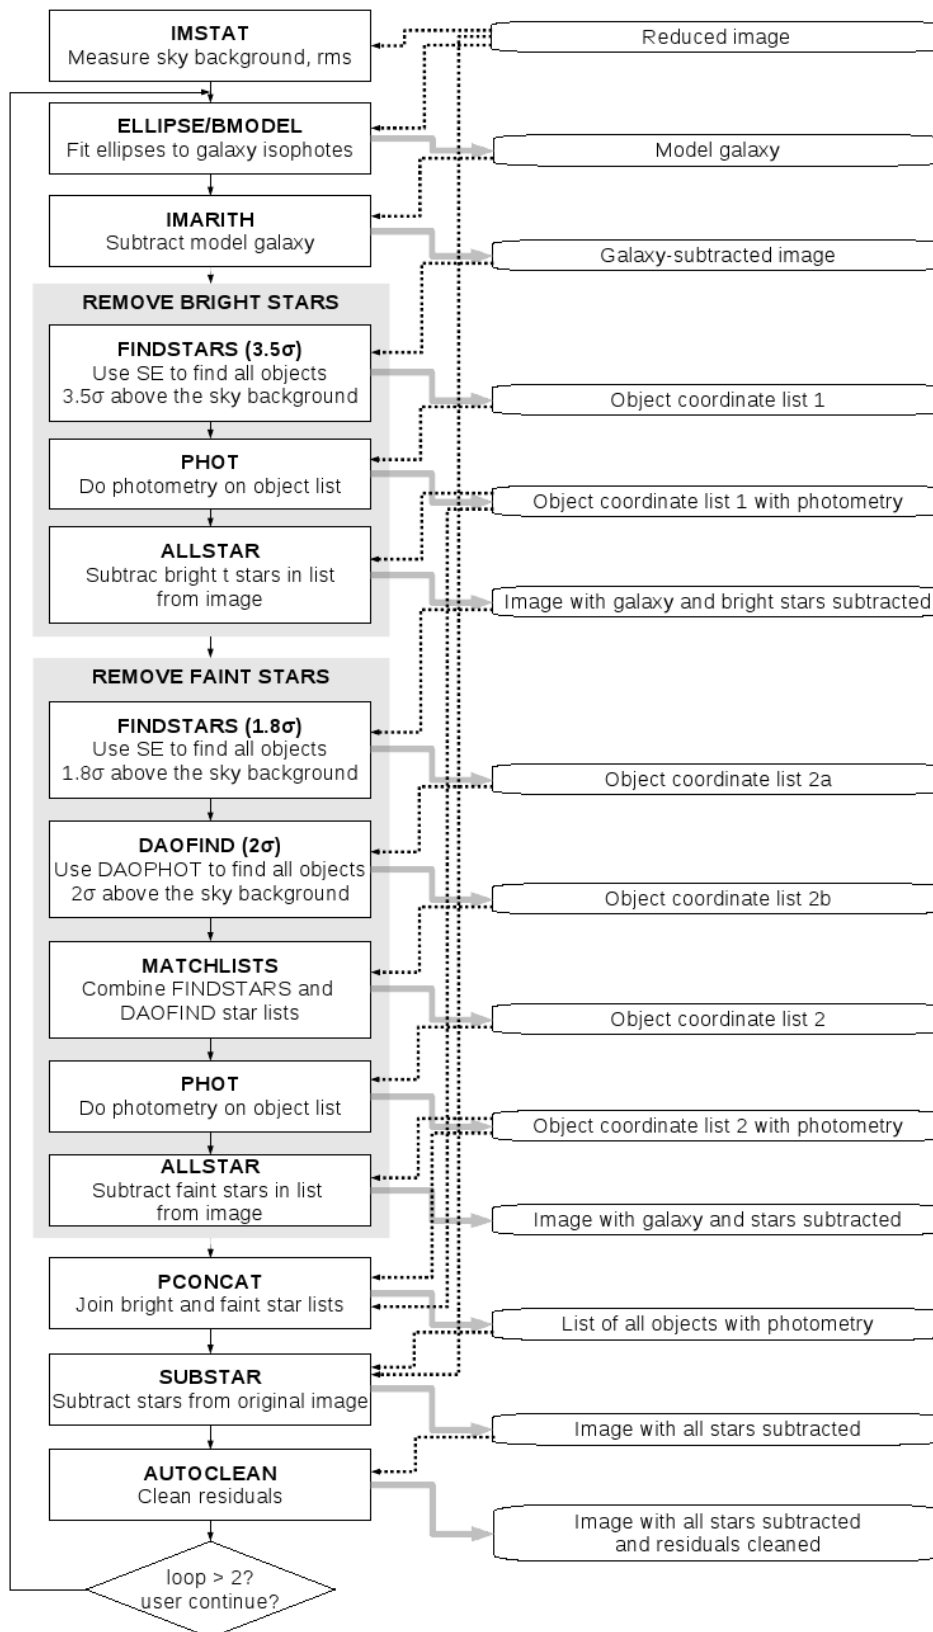 IMSTAT
Measure sky background, rms
Reduced image
ELLIPSE/BMODEL
Fit ellipses to galaxy isophotes
Model galaxy
IMARITH
Subtract model galaxy
Galaxy-subtracted image
REMOVE BRIGHT STARS
FINDSTARS (3.5σ)
Use SE to find all objects
3.5σ above the sky background
Object coordinate list 1
PHOT
Do photometry on object list
Object coordinate list 1 with photometry
ALLSTAR
Subtrac bright t stars in list
from image
Image with galaxy and bright stars subtracted
REMOVE FAINT STARS
FINDSTARS (1.8σ)
Use SE to find all objects
1.8σ above the sky background
Object coordinate list 2a
DAOFIND (2σ)
Use DAOPHOT to find all objects
2σ above the sky background
Object coordinate list 2b
MATCHLISTS
Combine FINDSTARS and
DAOFIND star lists
Object coordinate list 2
PHOT
Do photometry on object list
Object coordinate list 2 with photometry
ALLSTAR
Subtract faint stars in list
from image
Image with galaxy and stars subtracted
PCONCAT
Join bright and faint star lists
List of all objects with photometry
SUBSTAR
Subtract stars from original image
Image with all stars subtracted
AUTOCLEAN
Clean residuals
Image with all stars subtracted
and residuals cleaned
loop > 2?
user continue?